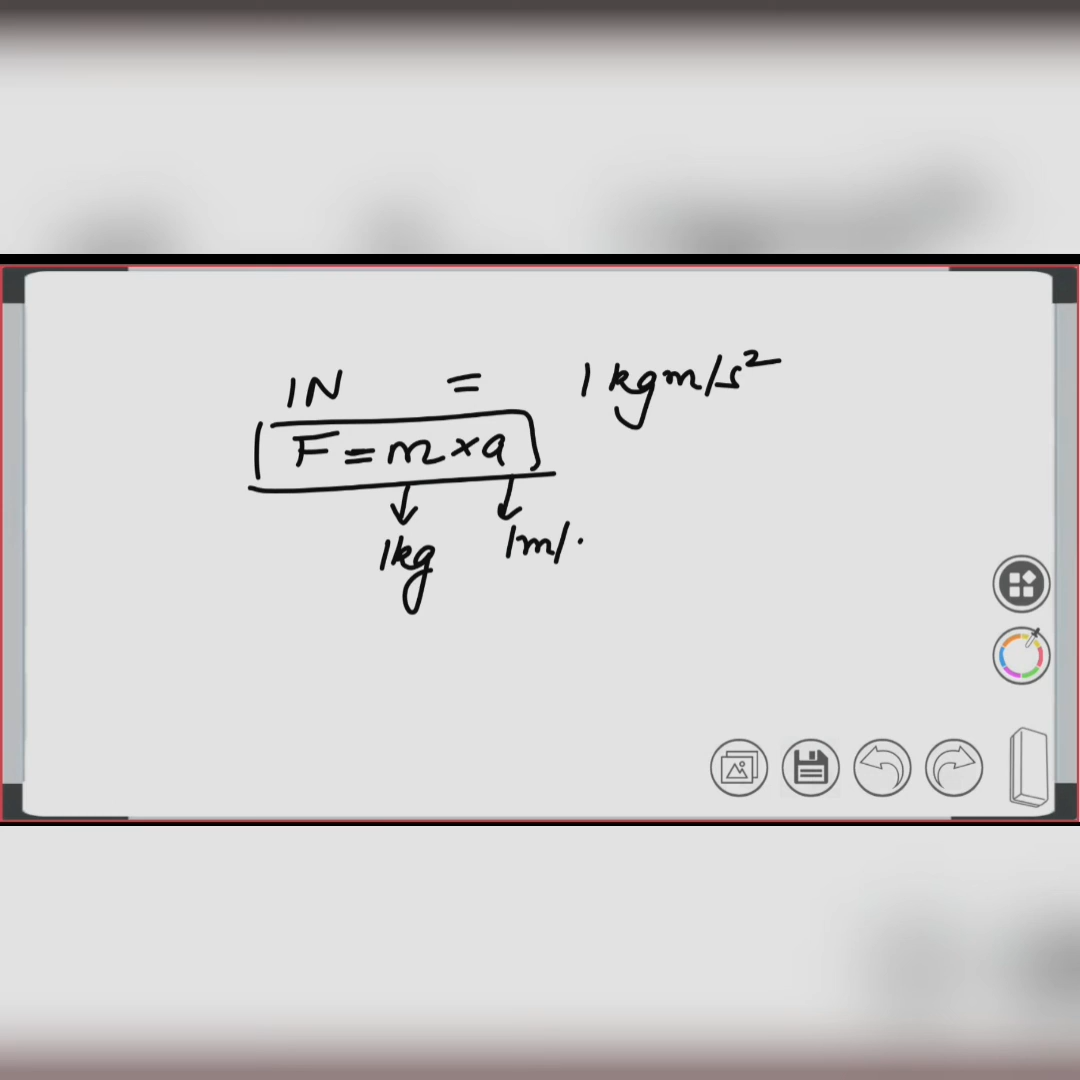 1N = 1 kgm/s²
F = m × a
↓ ↓
1kg 1m/.